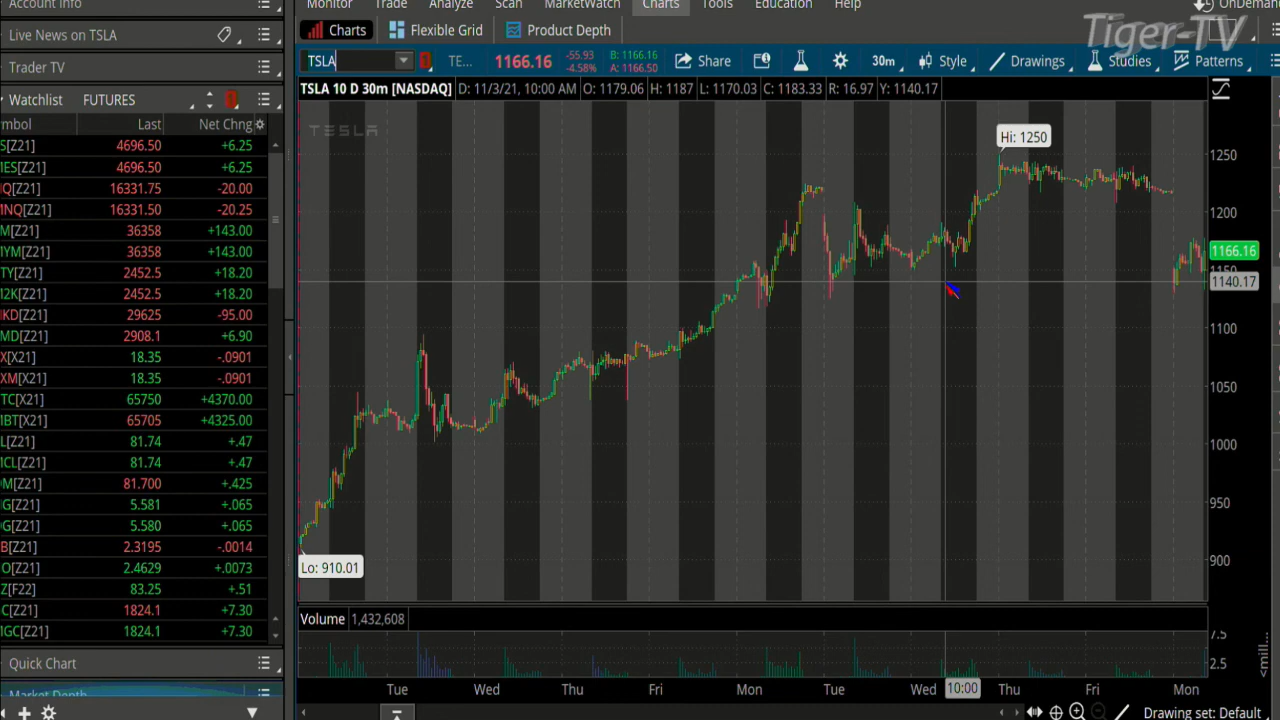 Account Info
Monitor Trade Analyze Scan MarketWatch Charts Tools Education Help OnDeman
Tiger-TV
Live News on TSLA
Charts Flexible Grid Product Depth
Trader TV
TSLA TE... 1166.16 -55.93 -4.58% B: 1166.16 A: 1166.50 Share 30m Style Drawings Studies Patterns
Watchlist FUTURES
TSLA 10 D 30m [NASDAQ] D: 11/3/21, 10:00 AM O: 1179.06 H: 1187 L: 1170.03 C: 1183.33 R: 16.97 Y: 1140.17
mbol Last Net Chng
S[Z21] 4696.50 +6.25
ES[Z21] 4696.50 +6.25
Q[Z21] 16331.75 -20.00
NQ[Z21] 16331.50 -20.25
M[Z21] 36358 +143.00
YM[Z21] 36358 +143.00
TY[Z21] 2452.5 +18.20
2K[Z21] 2452.5 +18.20
KD[Z21] 29625 -95.00
MD[Z21] 2908.1 +6.90
X[X21] 18.35 -.0901
XM[X21] 18.35 -.0901
TC[X21] 65750 +4370.00
BT[X21] 65705 +4325.00
L[Z21] 81.74 +.47
CL[Z21] 81.74 +.47
M[Z21] 81.700 +.425
G[Z21] 5.581 +.065
G[Z21] 5.580 +.065
B[Z21] 2.3195 -.0014
O[Z21] 2.4629 +.0073
Z[F22] 83.25 +.51
C[Z21] 1824.1 +7.30
GC[Z21] 1824.1 +7.30
Quick Chart
Market Depth
TESLA
Hi: 1250
Lo: 910.01
1250
1200
1166.16
1150
1140.17
1100
1050
1000
950
900
Volume 1,432,608
7.5
2.5
<mill...
Tue Wed Thu Fri Mon Tue Wed 10:00 Thu Fri Mon
Drawing set: Default